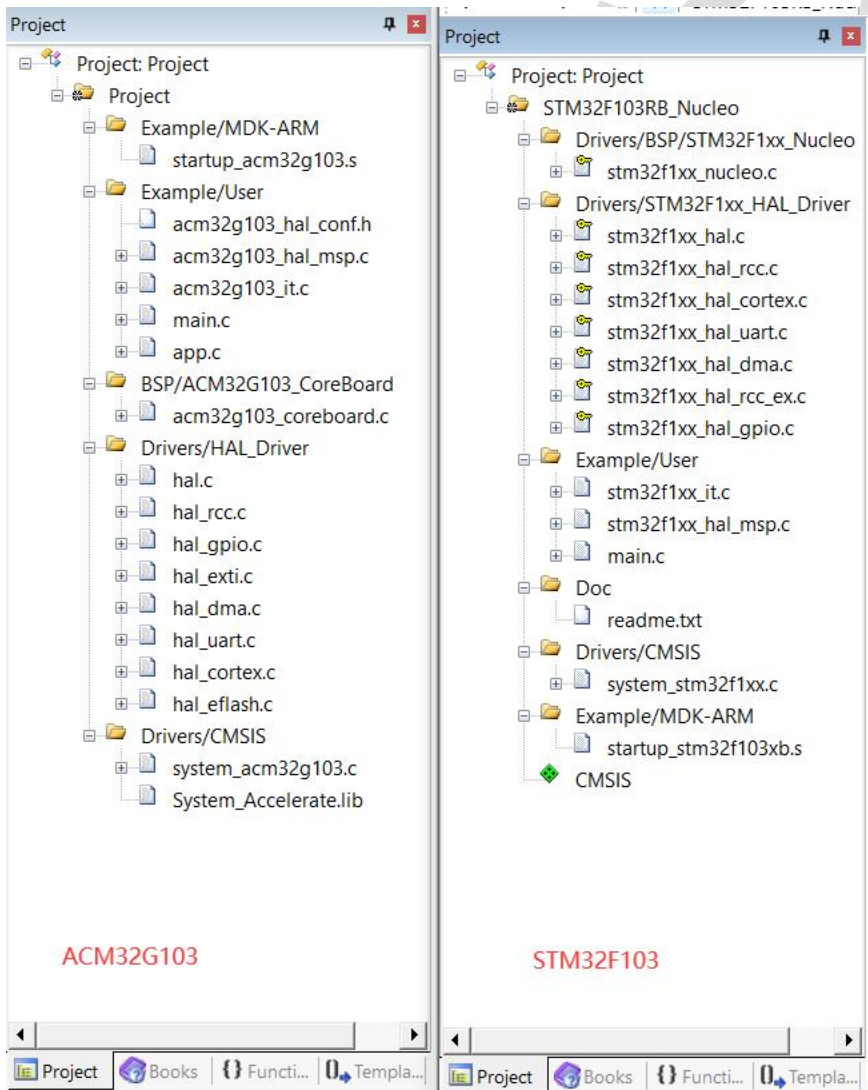 Project
Project: Project
Project
Example/MDK-ARM
startup_acm32g103.s
Example/User
acm32g103_hal_conf.h
acm32g103_hal_msp.c
acm32g103_it.c
main.c
app.c
BSP/ACM32G103_CoreBoard
acm32g103_coreboard.c
Drivers/HAL_Driver
hal.c
hal_rcc.c
hal_gpio.c
hal_exti.c
hal_dma.c
hal_uart.c
hal_cortex.c
hal_eflash.c
Drivers/CMSIS
system_acm32g103.c
System_Accelerate.lib
ACM32G103
Project Books {} Functi... 0 Templa...
Project
Project: Project
STM32F103RB_Nucleo
Drivers/BSP/STM32F1xx_Nucleo
stm32f1xx_nucleo.c
Drivers/STM32F1xx_HAL_Driver
stm32f1xx_hal.c
stm32f1xx_hal_rcc.c
stm32f1xx_hal_cortex.c
stm32f1xx_hal_uart.c
stm32f1xx_hal_dma.c
stm32f1xx_hal_rcc_ex.c
stm32f1xx_hal_gpio.c
Example/User
stm32f1xx_it.c
stm32f1xx_hal_msp.c
main.c
Doc
readme.txt
Drivers/CMSIS
system_stm32f1xx.c
Example/MDK-ARM
startup_stm32f103xb.s
CMSIS
STM32F103
Project Books {} Functi... 0 Templa...